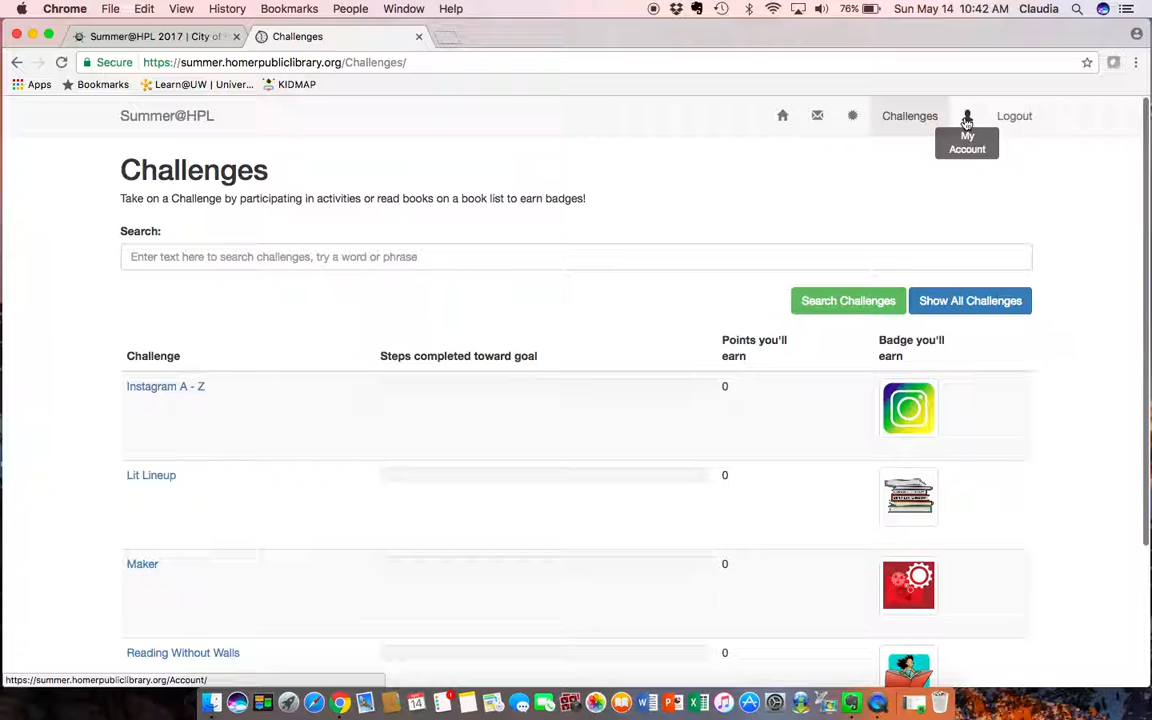 Chrome File Edit View History Bookmarks People Window Help 76% Sun May 14 10:42 AM Claudia
Summer@HPL 2017 | City of Challenges
Secure https://summer.homerpubliclibrary.org/Challenges/
Apps Bookmarks Learn@UW | Univer... KIDMAP
Summer@HPL Challenges Logout
My
Account
Challenges
Take on a Challenge by participating in activities or read books on a book list to earn badges!
Search:
Enter text here to search challenges, try a word or phrase
Search Challenges Show All Challenges
Challenge Steps completed toward goal Points you'll earn Badge you'll earn
Instagram A - Z 0
Lit Lineup 0
Maker 0
Reading Without Walls 0
https://summer.homerpubliclibrary.org/Account/